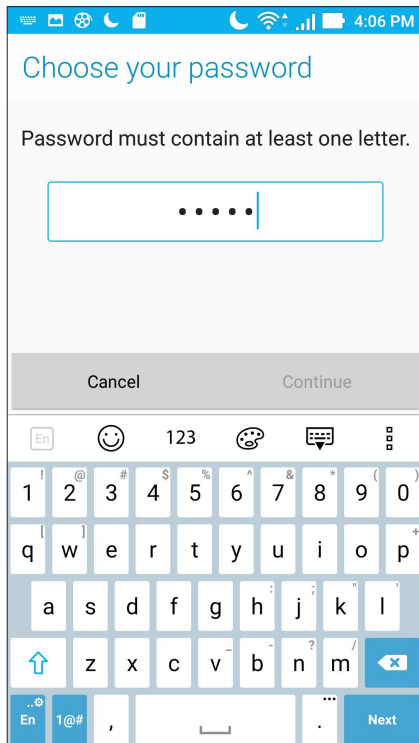 4:06 PM
Choose your password
Password must contain at least one letter.
•••••
Cancel Continue
En 123
! @ # $ % ^ & * ( )
1 2 3 4 5 6 7 8 9 0
[ ] +
q w e r t y u i o p
: ; " '
a s d f g h j k l
_ - ? /
z x c v b n m
En 1@# , . Next